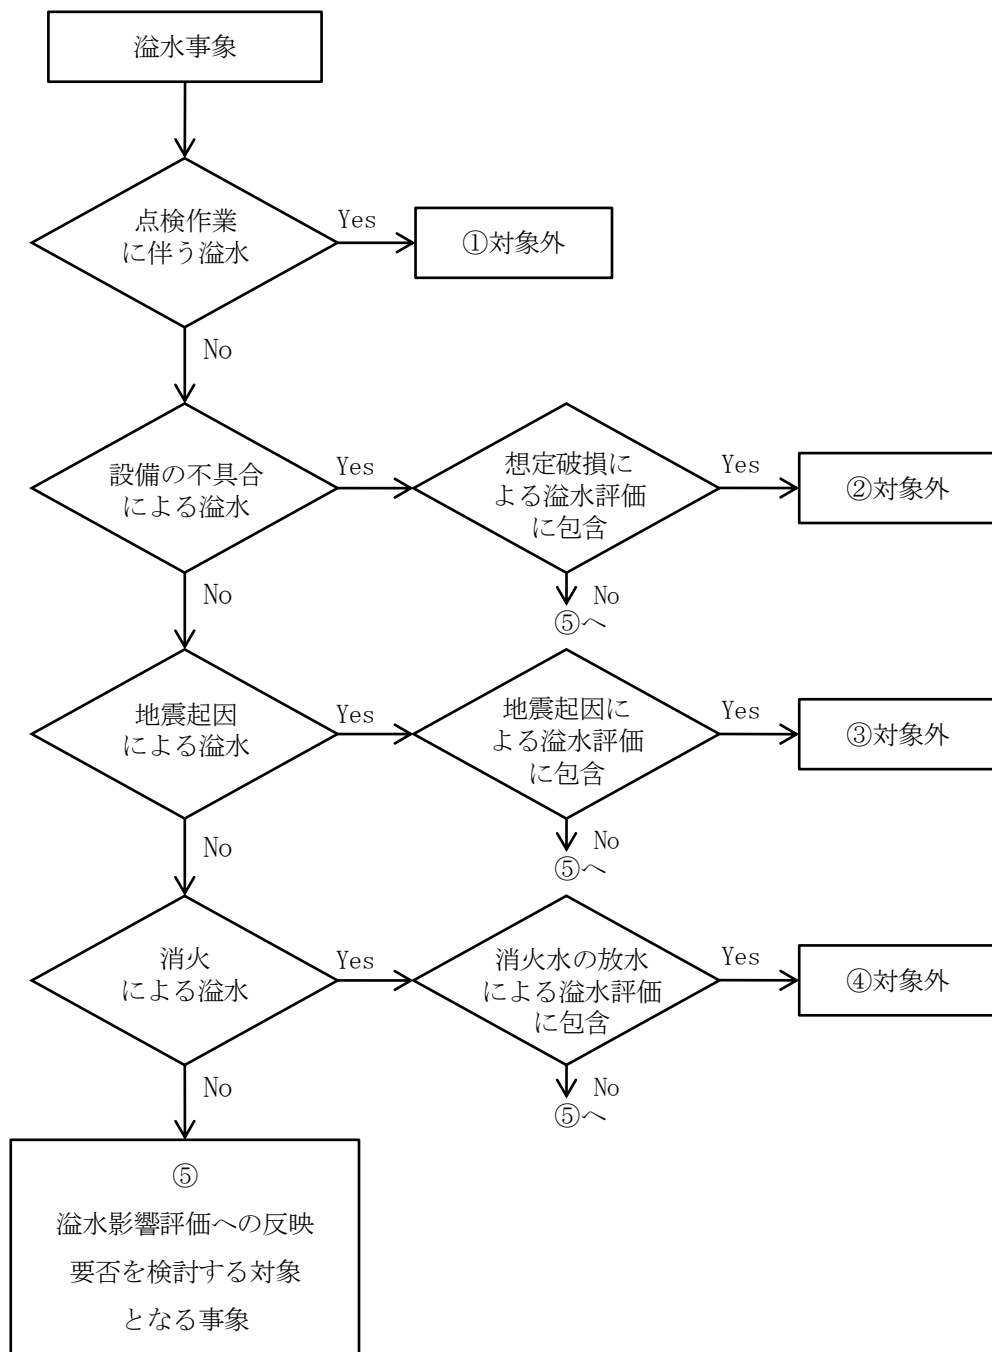 溢水事象
点検作業
に伴う溢水
Yes
①対象外
No
設備の不具合
による溢水
Yes
想定破損に
よる溢水評価
に包含
Yes
②対象外
No
No
⑤へ
地震起因
による溢水
Yes
地震起因に
よる溢水評価
に包含
Yes
③対象外
No
No
⑤へ
消火
による溢水
Yes
消火水の放水
による溢水評価
に包含
Yes
④対象外
No
No
⑤へ
⑤
溢水影響評価への反映
要否を検討する対象
となる事象